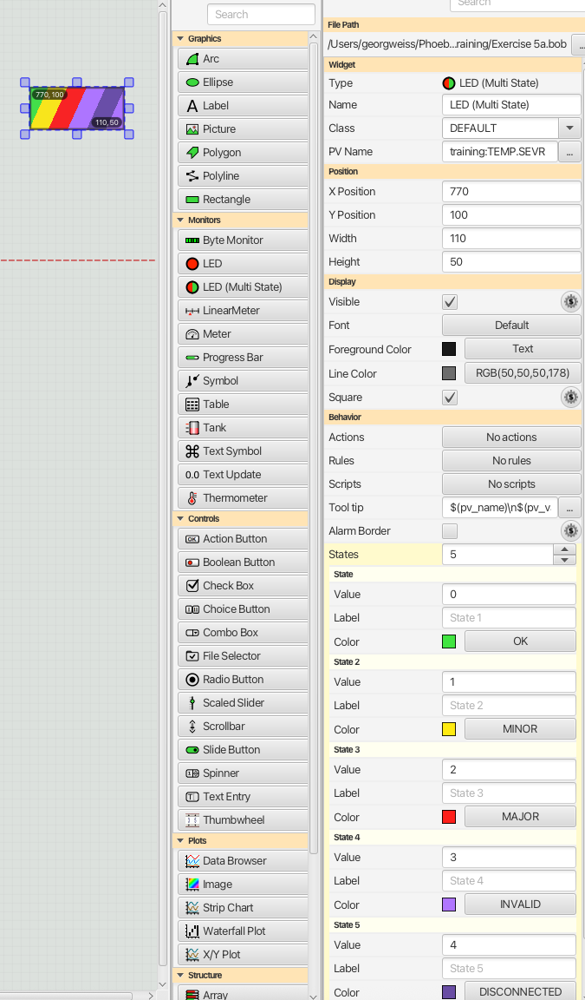 770, 100
110, 50
Search
Graphics
Arc
Ellipse
Label
Picture
Polygon
Polyline
Rectangle
Monitors
Byte Monitor
LED
LED (Multi State)
LinearMeter
Meter
Progress Bar
Symbol
Table
Tank
Text Symbol
0.0 Text Update
Thermometer
Controls
OK Action Button
Boolean Button
Check Box
Choice Button
Combo Box
File Selector
Radio Button
Scaled Slider
Scrollbar
Slide Button
Spinner
Text Entry
Thumbwheel
Plots
Data Browser
Image
Strip Chart
Waterfall Plot
X/Y Plot
Structure
Array
Search
File Path
/Users/georgweiss/Phoeb...raining/Exercise 5a.bob ...
Widget
Type LED (Multi State)
Name LED (Multi State)
Class DEFAULT
PV Name training:TEMP.SEVR ...
Position
X Position 770
Y Position 100
Width 110
Height 50
Display
Visible
Font Default
Foreground Color Text
Line Color RGB(50,50,50,178)
Square
Behavior
Actions No actions
Rules No rules
Scripts No scripts
Tool tip $(pv_name)\n$(pv_v ...
Alarm Border
States 5
State
Value 0
Label State 1
Color OK
State 2
Value 1
Label State 2
Color MINOR
State 3
Value 2
Label State 3
Color MAJOR
State 4
Value 3
Label State 4
Color INVALID
State 5
Value 4
Label State 5
Color DISCONNECTED